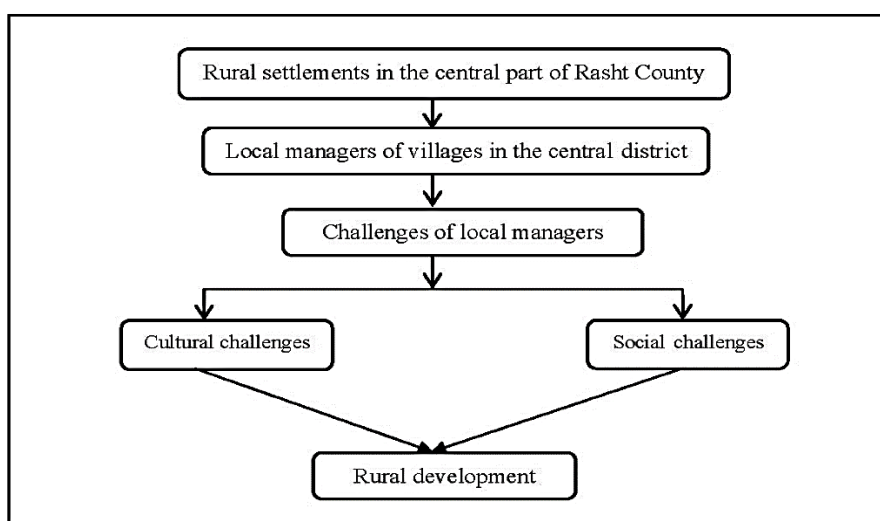 Rural settlements in the central part of Rasht County
Local managers of villages in the central district
Challenges of local managers
Cultural challenges
Social challenges
Rural development